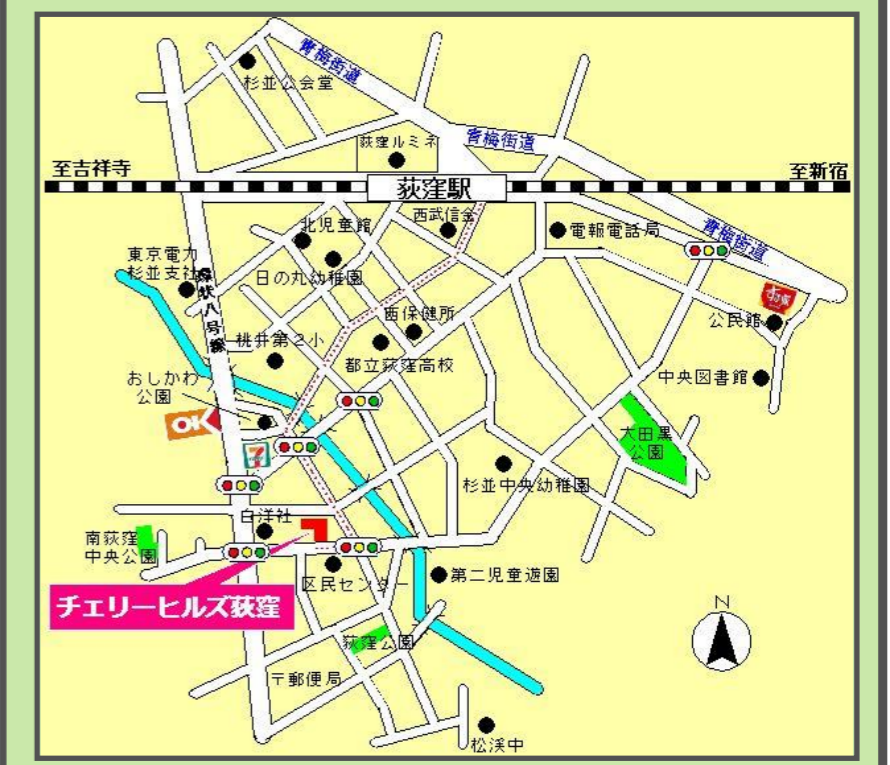 青梅街道
杉並公会堂
荻窪ルミネ
青梅街道
至吉祥寺
荻窪駅
至新宿
西武信金
北児童館
電報電話局
青梅街道
東京電力
杉並支社
日の丸幼稚園
環状八号線
すき家
公民館
西保健所
桃井第2小
都立荻窪高校
おしかわ
公園
中央図書館
OK
7
大田黒
公園
杉並中央幼稚園
白洋社
南荻窪
中央公園
区民センター
第二児童遊園
チェリーヒルズ荻窪
N
荻窪公園
〒郵便局
松渓中